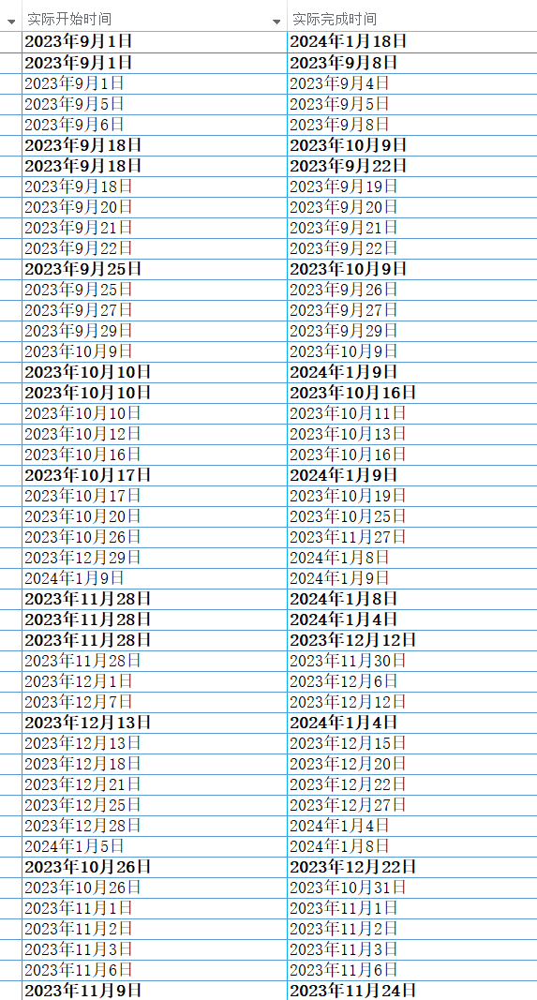 实际开始时间 实际完成时间
2023年9月1日 2024年1月18日
2023年9月1日 2023年9月8日
2023年9月1日 2023年9月4日
2023年9月5日 2023年9月5日
2023年9月6日 2023年9月8日
2023年9月18日 2023年10月9日
2023年9月18日 2023年9月22日
2023年9月18日 2023年9月19日
2023年9月20日 2023年9月20日
2023年9月21日 2023年9月21日
2023年9月22日 2023年9月22日
2023年9月25日 2023年10月9日
2023年9月25日 2023年9月26日
2023年9月27日 2023年9月27日
2023年9月29日 2023年9月29日
2023年10月9日 2023年10月9日
2023年10月10日 2024年1月9日
2023年10月10日 2023年10月16日
2023年10月10日 2023年10月11日
2023年10月12日 2023年10月13日
2023年10月16日 2023年10月16日
2023年10月17日 2024年1月9日
2023年10月17日 2023年10月19日
2023年10月20日 2023年10月25日
2023年10月26日 2023年11月27日
2023年12月29日 2024年1月8日
2024年1月9日 2024年1月9日
2023年11月28日 2024年1月8日
2023年11月28日 2024年1月4日
2023年11月28日 2023年12月12日
2023年11月28日 2023年11月30日
2023年12月1日 2023年12月6日
2023年12月7日 2023年12月12日
2023年12月13日 2024年1月4日
2023年12月13日 2023年12月15日
2023年12月18日 2023年12月20日
2023年12月21日 2023年12月22日
2023年12月25日 2023年12月27日
2023年12月28日 2024年1月4日
2024年1月5日 2024年1月8日
2023年10月26日 2023年12月22日
2023年10月26日 2023年10月31日
2023年11月1日 2023年11月1日
2023年11月2日 2023年11月2日
2023年11月3日 2023年11月3日
2023年11月6日 2023年11月6日
2023年11月9日 2023年11月24日